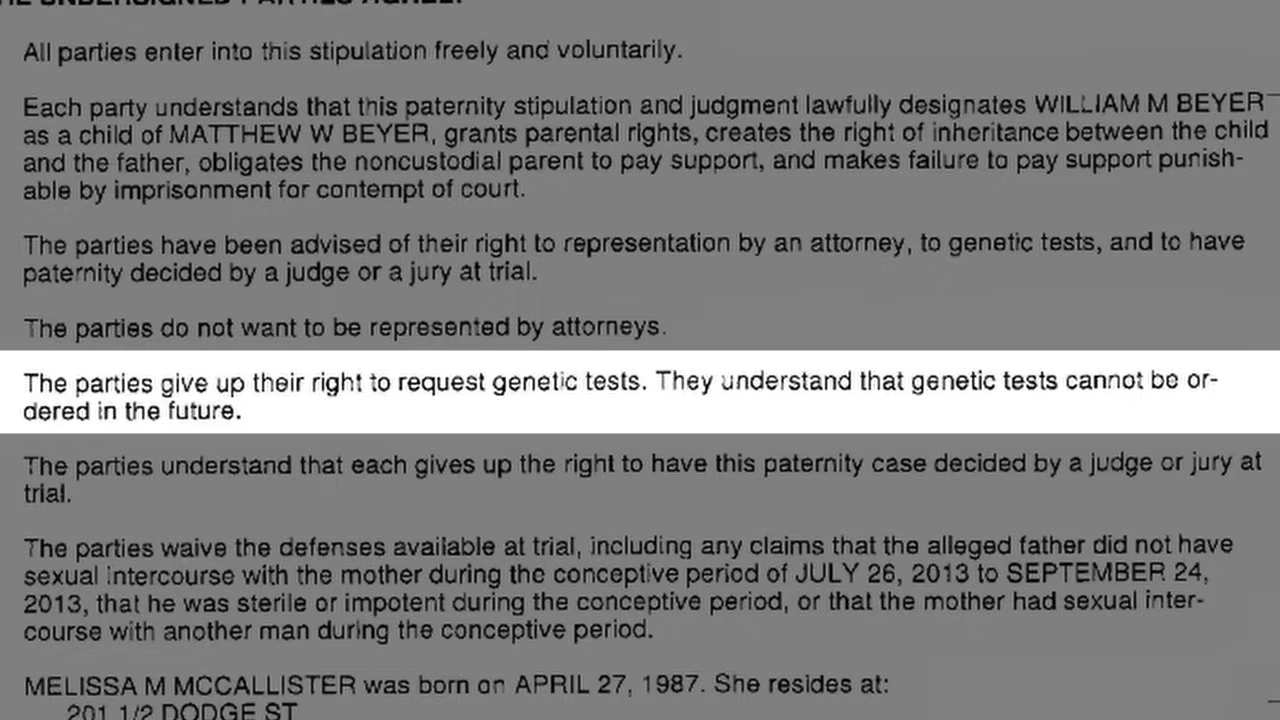 THE UNDERSIGNED PARTIES AGREE:
All parties enter into this stipulation freely and voluntarily.
Each party understands that this paternity stipulation and judgment lawfully designates WILLIAM M BEYER
as a child of MATTHEW W BEYER, grants parental rights, creates the right of inheritance between the child
and the father, obligates the noncustodial parent to pay support, and makes failure to pay support punish-
able by imprisonment for contempt of court.
The parties have been advised of their right to representation by an attorney, to genetic tests, and to have
paternity decided by a judge or a jury at trial.
The parties do not want to be represented by attorneys.
The parties give up their right to request genetic tests. They understand that genetic tests cannot be or-
dered in the future.
The parties understand that each gives up the right to have this paternity case decided by a judge or jury at
trial.
The parties waive the defenses available at trial, including any claims that the alleged father did not have
sexual intercourse with the mother during the conceptive period of JULY 26, 2013 to SEPTEMBER 24,
2013, that he was sterile or impotent during the conceptive period, or that the mother had sexual inter-
course with another man during the conceptive period.
MELISSA M MCCALLISTER was born on APRIL 27, 1987. She resides at:
201 1/2 DODGE ST